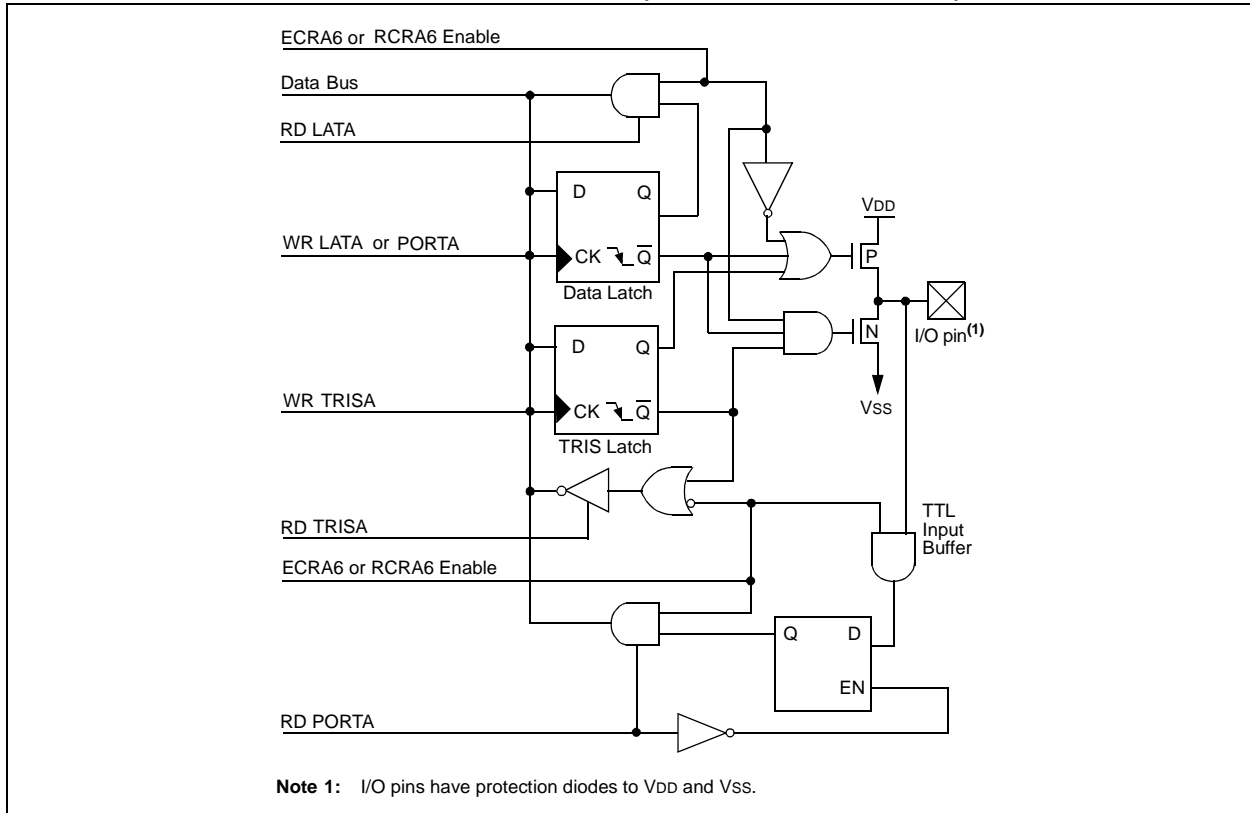 ECRA6 or RCRA6 Enable
Data Bus
RD LATA
D Q
VDD
WR LATA or PORTA
CK Q
P
Data Latch
I/O pin(1)
N
D Q
WR TRISA
CK Q
VSS
TRIS Latch
TTL
Input
Buffer
RD TRISA
ECRA6 or RCRA6 Enable
Q D
EN
RD PORTA
Note 1: I/O pins have protection diodes to VDD and VSS.